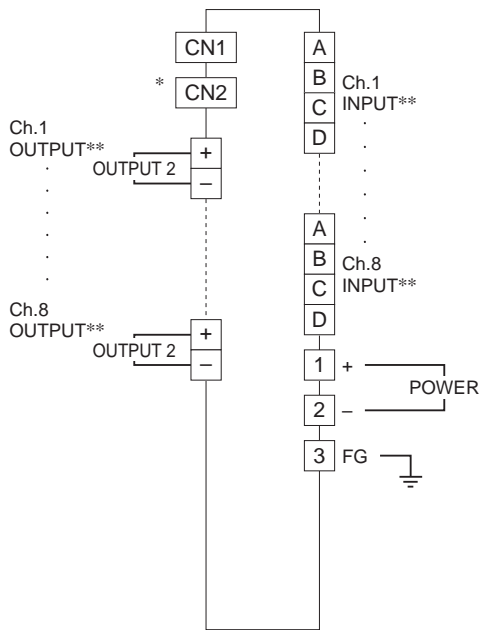 CN1
* CN2
Ch.1
OUTPUT**
OUTPUT 2
+
–
Ch.8
OUTPUT**
OUTPUT 2
+
–
A
B
C
D
Ch.1
INPUT**
A
B
C
D
Ch.8
INPUT**
1 +
POWER
2 –
3 FG